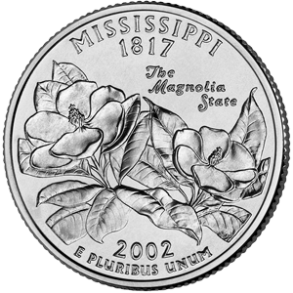 MISSISSIPPI
1817
The
Magnolia
State
2002
E PLURIBUS UNUM